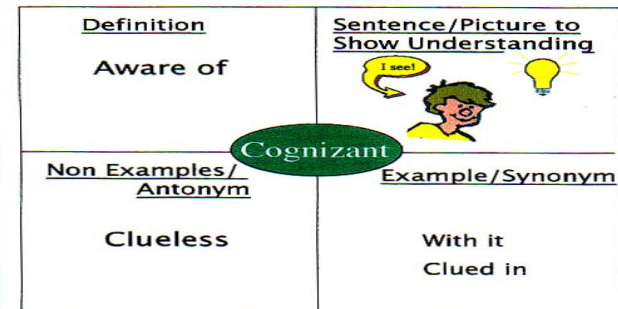 Definition
Aware of
Sentence/Picture to
Show Understanding
I see!
Cognizant
Non Examples/
Antonym
Clueless
Example/Synonym
With it
Clued in